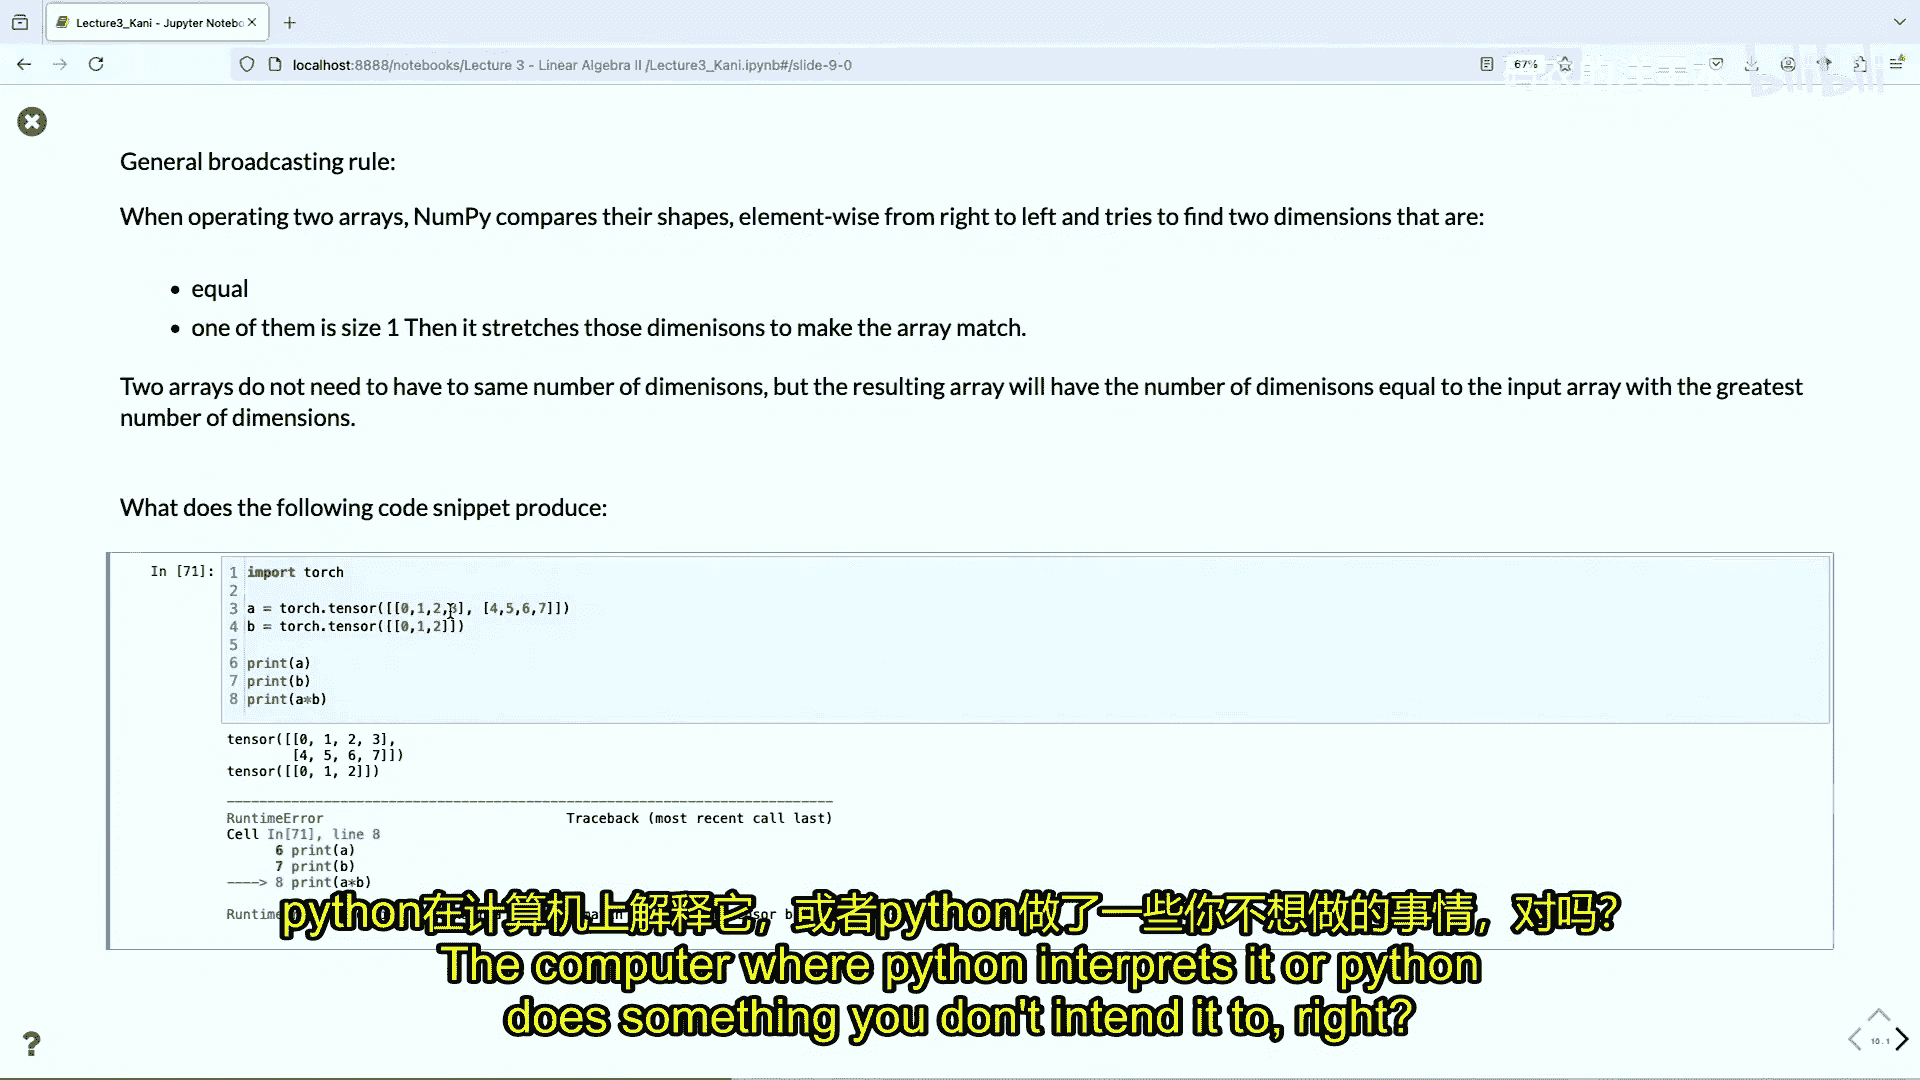 Lecture3_Kani - Jupyter Notebo
localhost:8888/notebooks/Lecture 3 - Linear Algebra II /Lecture3_Kani.ipynb#/slide-9-0
67%
bilibili
General broadcasting rule:
When operating two arrays, NumPy compares their shapes, element-wise from right to left and tries to find two dimensions that are:
• equal
• one of them is size 1 Then it stretches those dimenisons to make the array match.
Two arrays do not need to have to same number of dimenisons, but the resulting array will have the number of dimenisons equal to the input array with the greatest
number of dimensions.
What does the following code snippet produce:
In [71]:
1 import torch
2
3 a = torch.tensor([[0,1,2,3], [4,5,6,7]])
4 b = torch.tensor([[0,1,2]])
5
6 print(a)
7 print(b)
8 print(a*b)
tensor([[0, 1, 2, 3],
[4, 5, 6, 7]])
tensor([[0, 1, 2]])
RuntimeError Traceback (most recent call last)
Cell In[71], line 8
6 print(a)
7 print(b)
----> 8 print(a*b)
Runtime
python在计算机上解释它，或者python做了一些你不想做的事情，对吗？
The computer where python interprets it or python
does something you don't intend it to, right?
?
10.1